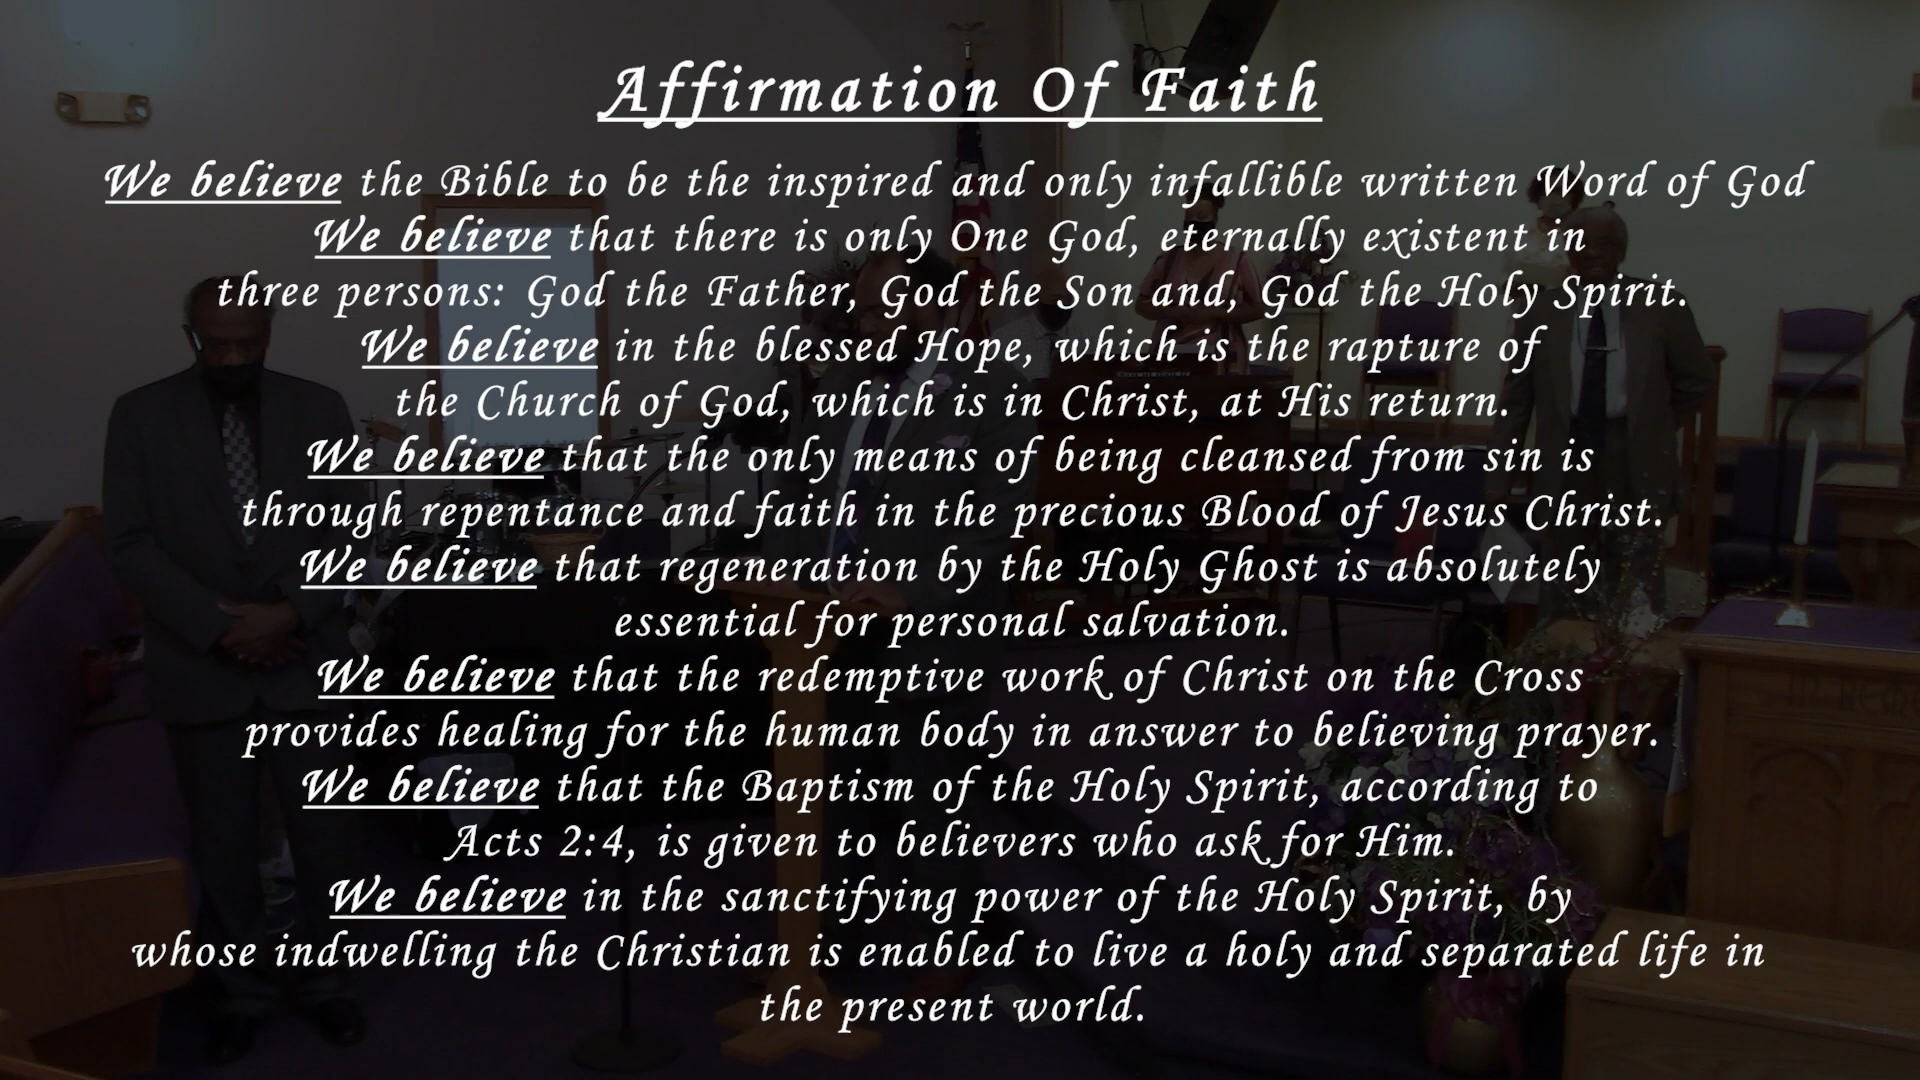 Affirmation Of Faith
We believe the Bible to be the inspired and only infallible written Word of God
We believe that there is only One God, eternally existent in
three persons: God the Father, God the Son and, God the Holy Spirit.
We believe in the blessed Hope, which is the rapture of
the Church of God, which is in Christ, at His return.
We believe that the only means of being cleansed from sin is
through repentance and faith in the precious Blood of Jesus Christ.
We believe that regeneration by the Holy Ghost is absolutely
essential for personal salvation.
We believe that the redemptive work of Christ on the Cross
provides healing for the human body in answer to believing prayer.
We believe that the Baptism of the Holy Spirit, according to
Acts 2:4, is given to believers who ask for Him.
We believe in the sanctifying power of the Holy Spirit, by
whose indwelling the Christian is enabled to live a holy and separated life in
the present world.